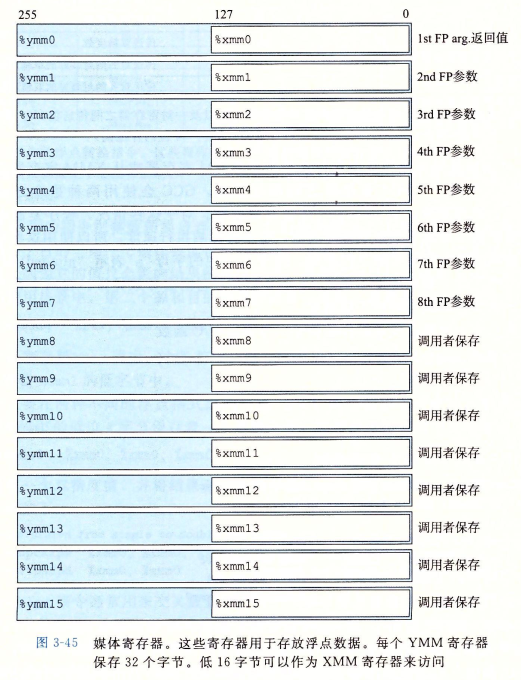 255 127 0
%ymm0 %xmm0 1st FP arg.返回值
%ymm1 %xmm1 2nd FP参数
%ymm2 %xmm2 3rd FP参数
%ymm3 %xmm3 4th FP参数
%ymm4 %xmm4 5th FP参数
%ymm5 %xmm5 6th FP参数
%ymm6 %xmm6 7th FP参数
%ymm7 %xmm7 8th FP参数
%ymm8 %xmm8 调用者保存
%ymm9 %xmm9 调用者保存
%ymm10 %xmm10 调用者保存
%ymm11 %xmm11 调用者保存
%ymm12 %xmm12 调用者保存
%ymm13 %xmm13 调用者保存
%ymm14 %xmm14 调用者保存
%ymm15 %xmm15 调用者保存
图 3-45 媒体寄存器。这些寄存器用于存放浮点数据。每个 YMM 寄存器
保存 32 个字节。低 16 字节可以作为 XMM 寄存器来访问